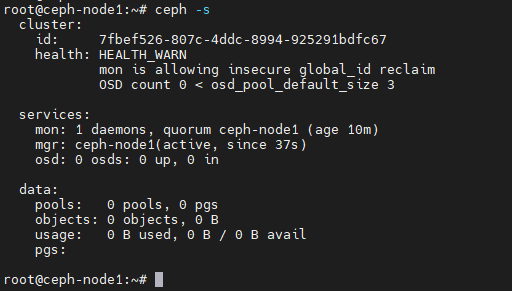 root@ceph-node1:~# ceph -s
  cluster:
    id:     7fbef526-807c-4ddc-8994-925291bdfc67
    health: HEALTH_WARN
            mon is allowing insecure global_id reclaim
            OSD count 0 < osd_pool_default_size 3

  services:
    mon: 1 daemons, quorum ceph-node1 (age 10m)
    mgr: ceph-node1(active, since 37s)
    osd: 0 osds: 0 up, 0 in

  data:
    pools:   0 pools, 0 pgs
    objects: 0 objects, 0 B
    usage:   0 B used, 0 B / 0 B avail
    pgs:

root@ceph-node1:~#